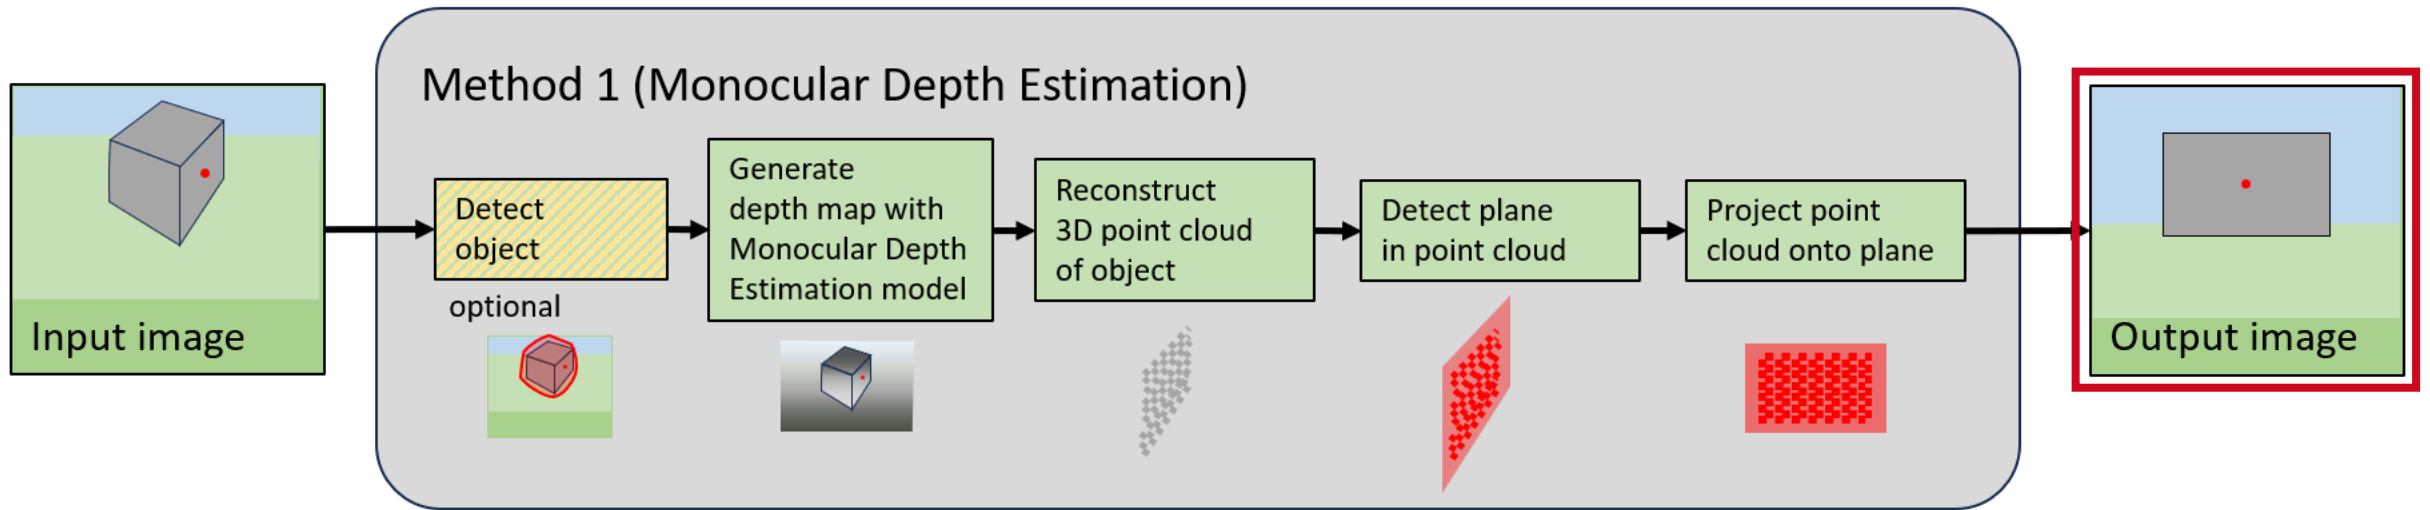 Method 1 (Monocular Depth Estimation)
Input image
Detect
object
optional
Generate
depth map with
Monocular Depth
Estimation model
Reconstruct
3D point cloud
of object
Detect plane
in point cloud
Project point
cloud onto plane
Output image